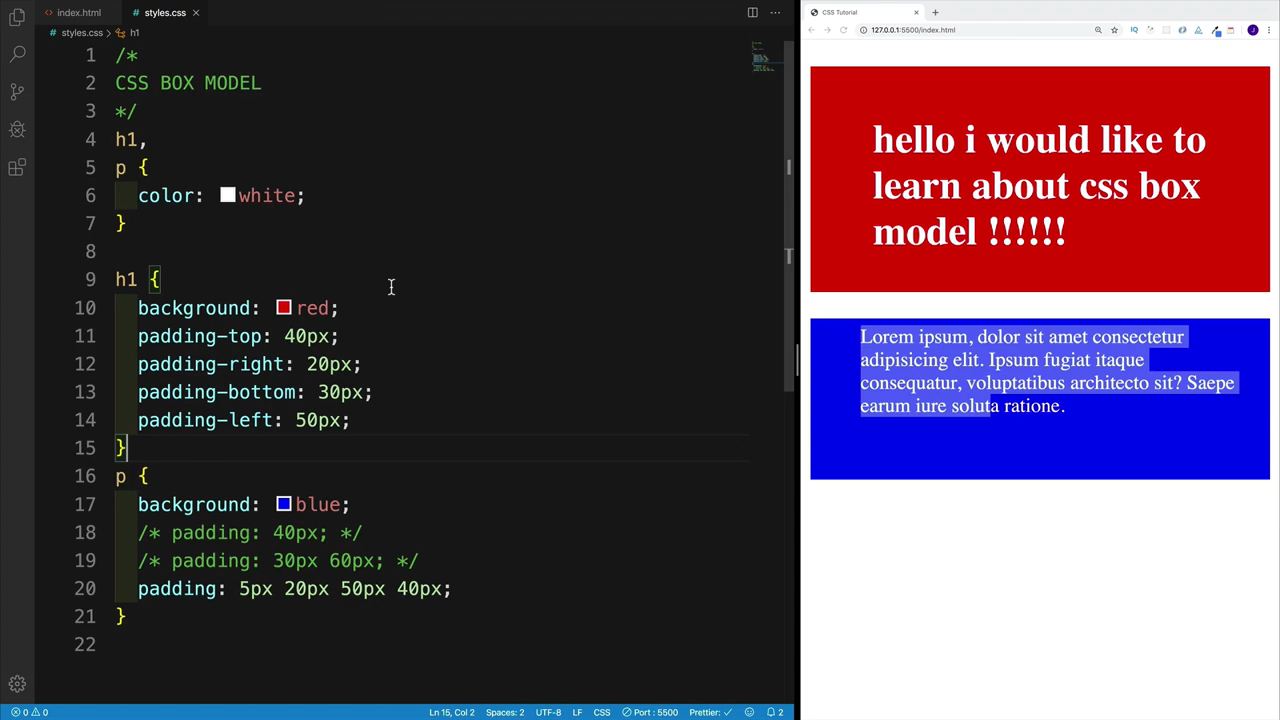 index.html
styles.css
styles.css > h1
1 /*
2 CSS BOX MODEL
3 */
4 h1,
5 p {
6 color: white;
7 }
8
9 h1 {
10 background: red;
11 padding-top: 40px;
12 padding-right: 20px;
13 padding-bottom: 30px;
14 padding-left: 50px;
15 }
16 p {
17 background: blue;
18 /* padding: 40px; */
19 /* padding: 30px 60px; */
20 padding: 5px 20px 50px 40px;
21 }
22
0 0 Ln 15, Col 2 Spaces: 2 UTF-8 LF CSS Port : 5500 Prettier: ✓ 2
CSS Tutorial
127.0.0.1:5500/index.html
hello i would like to
learn about css box
model !!!!!!
Lorem ipsum, dolor sit amet consectetur
adipisicing elit. Ipsum fugiat itaque
consequatur, voluptatibus architecto sit? Saepe
earum iure soluta ratione.